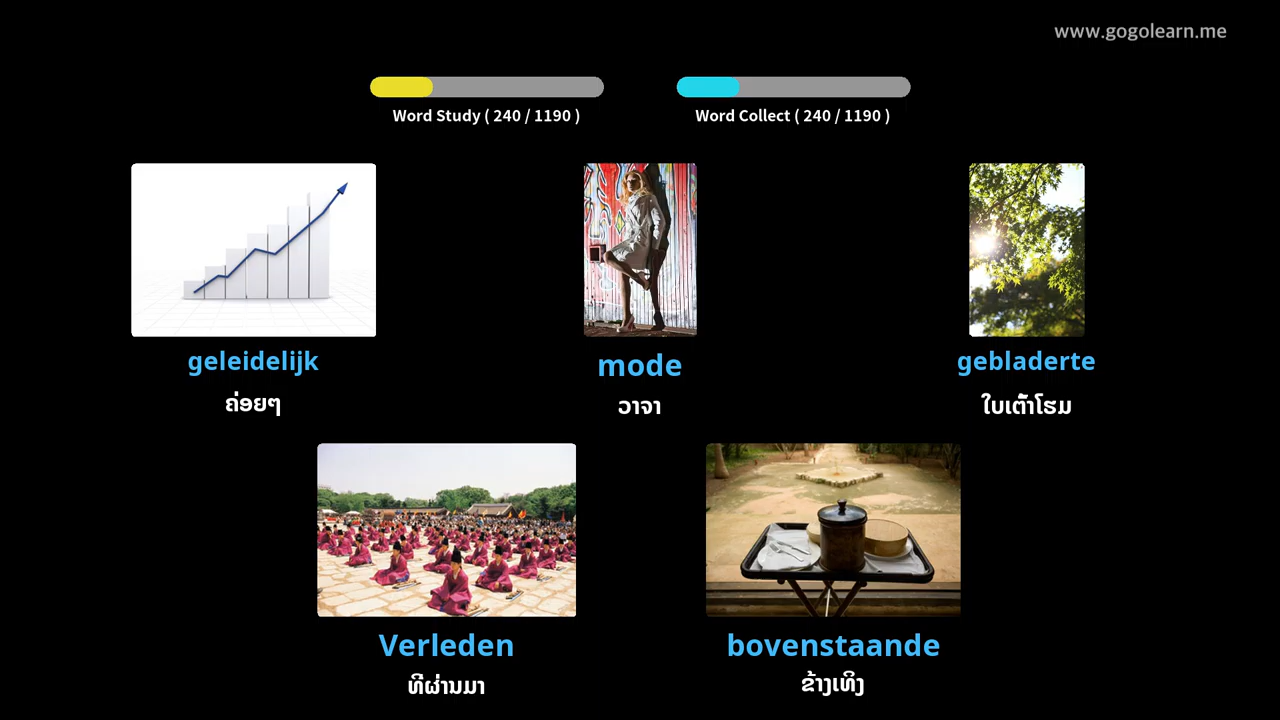 www.gogolearn.me
Word Study ( 240 / 1190 )
Word Collect ( 240 / 1190 )
geleidelijk
ຄ່ອຍໆ
mode
ວາຈາ
gebladerte
ໃບເຕົ້າໂຮມ
Verleden
ທີຜ່ານມາ
bovenstaande
ຂ້າງເທິງ